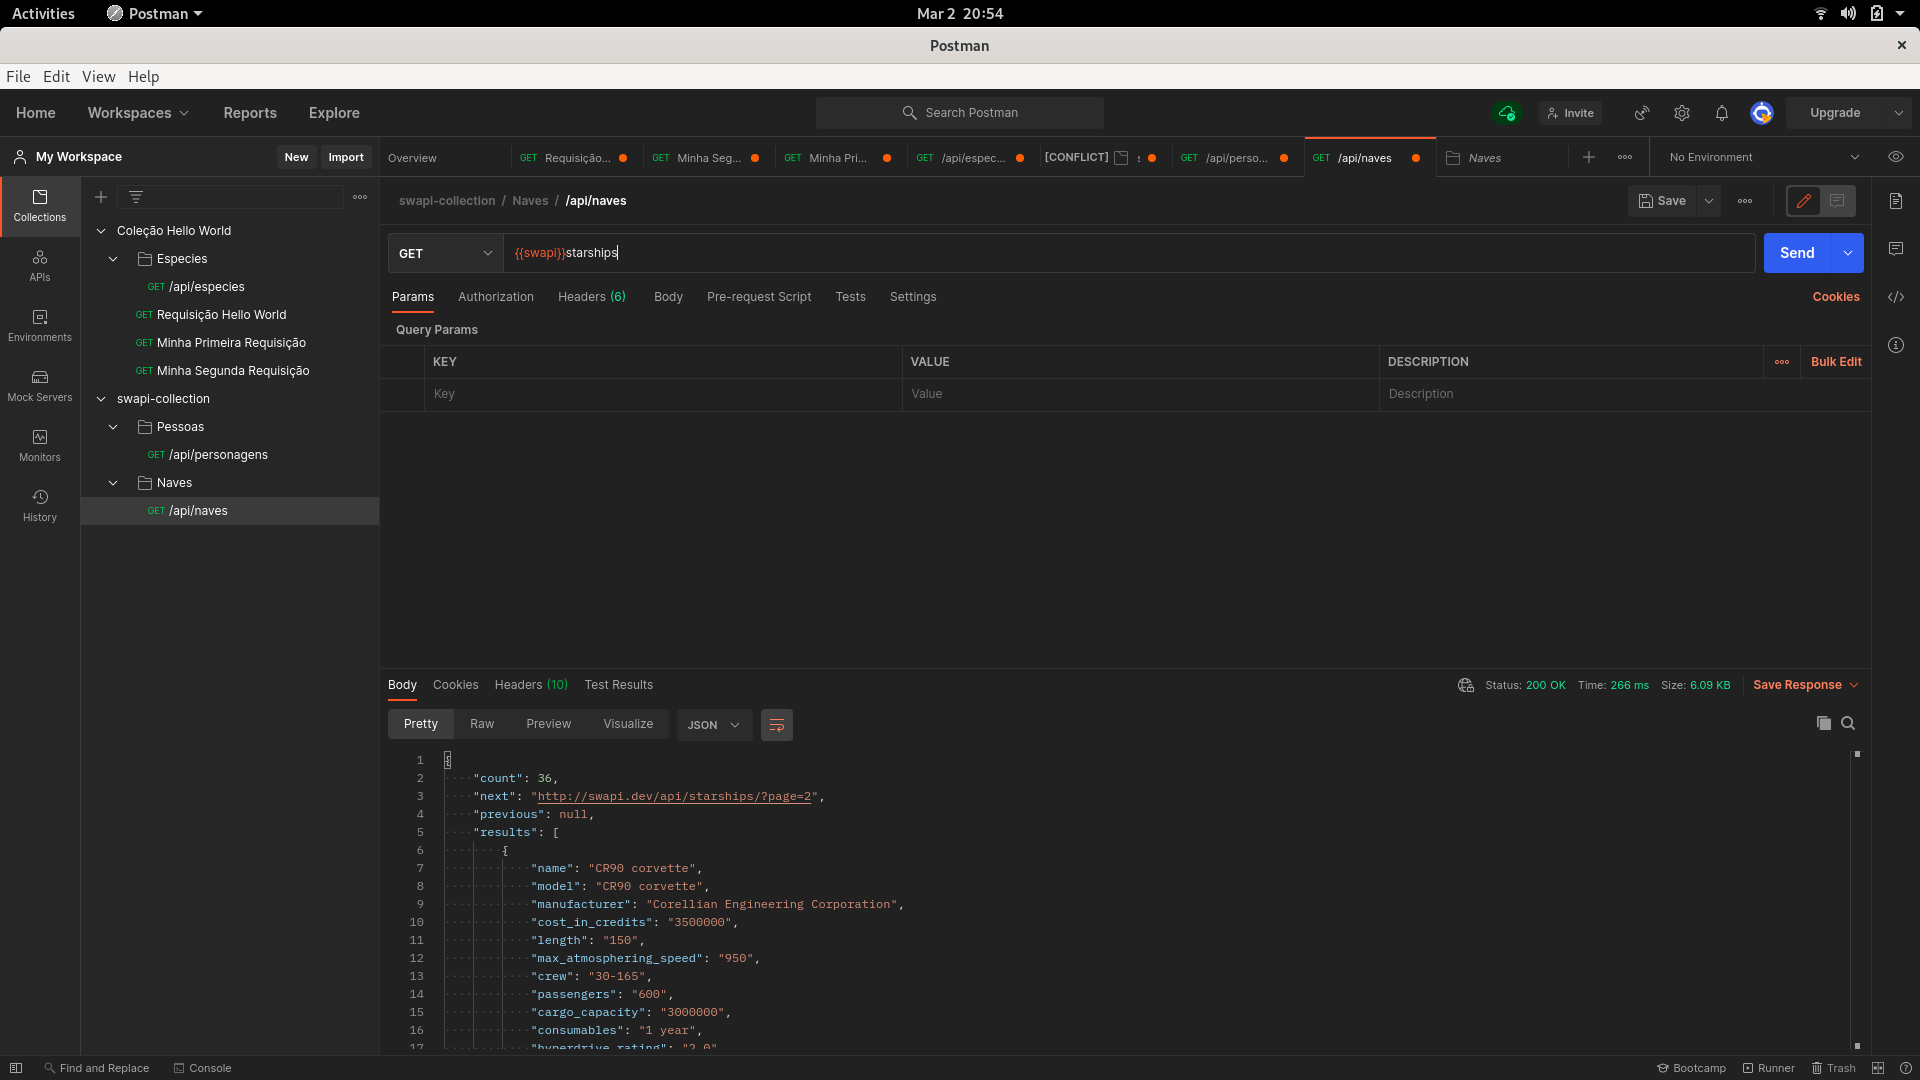 Activities Postman Mar 2 20:54
Postman
File Edit View Help
Home Workspaces Reports Explore Search Postman Invite Upgrade
My Workspace New Import
Overview GET Requisição... GET Minha Seg... GET Minha Pri... GET /api/espec... [CONFLICT] GET /api/perso... GET /api/naves Naves No Environment
swapi-collection / Naves / /api/naves Save
GET {{swapi}}starships Send
Params Authorization Headers (6) Body Pre-request Script Tests Settings Cookies
Query Params
KEY VALUE DESCRIPTION Bulk Edit
Key Value Description
Collections
APIs
Environments
Mock Servers
Monitors
History
Coleção Hello World
Especies
GET /api/especies
GET Requisição Hello World
GET Minha Primeira Requisição
GET Minha Segunda Requisição
swapi-collection
Pessoas
GET /api/personagens
Naves
GET /api/naves
Body Cookies Headers (10) Test Results Status: 200 OK Time: 266 ms Size: 6.09 KB Save Response
Pretty Raw Preview Visualize JSON
1 {
2 "count": 36,
3 "next": "http://swapi.dev/api/starships/?page=2",
4 "previous": null,
5 "results": [
6 {
7 "name": "CR90 corvette",
8 "model": "CR90 corvette",
9 "manufacturer": "Corellian Engineering Corporation",
10 "cost_in_credits": "3500000",
11 "length": "150",
12 "max_atmosphering_speed": "950",
13 "crew": "30-165",
14 "passengers": "600",
15 "cargo_capacity": "3000000",
16 "consumables": "1 year",
17 "hyperdrive_rating": "2.0"
Find and Replace Console Bootcamp Runner Trash